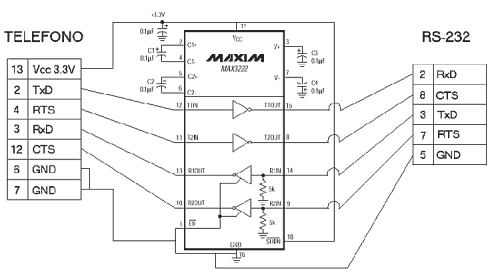 +3.3V
TELEFONO
RS-232
13 Vcc 3.3V
2 TxD
4 RTS
3 RxD
12 CTS
6 GND
7 GND
0.1µF
17
VCC
2 C1+
C1 0.1µF
4 C1-
5 C2+
C2 0.1µF
6 C2-
MAXIM
MAX3222
V+ 3
C3 0.1µF
V- 7
C4 0.1µF
12 T1IN
T1OUT 15
11 T2IN
T2OUT 8
13 R1OUT
R1IN 14
5k
10 R2OUT
R2IN 9
5k
1 EN
SHDN 18
GND
16
2 RxD
8 CTS
3 TxD
7 RTS
5 GND